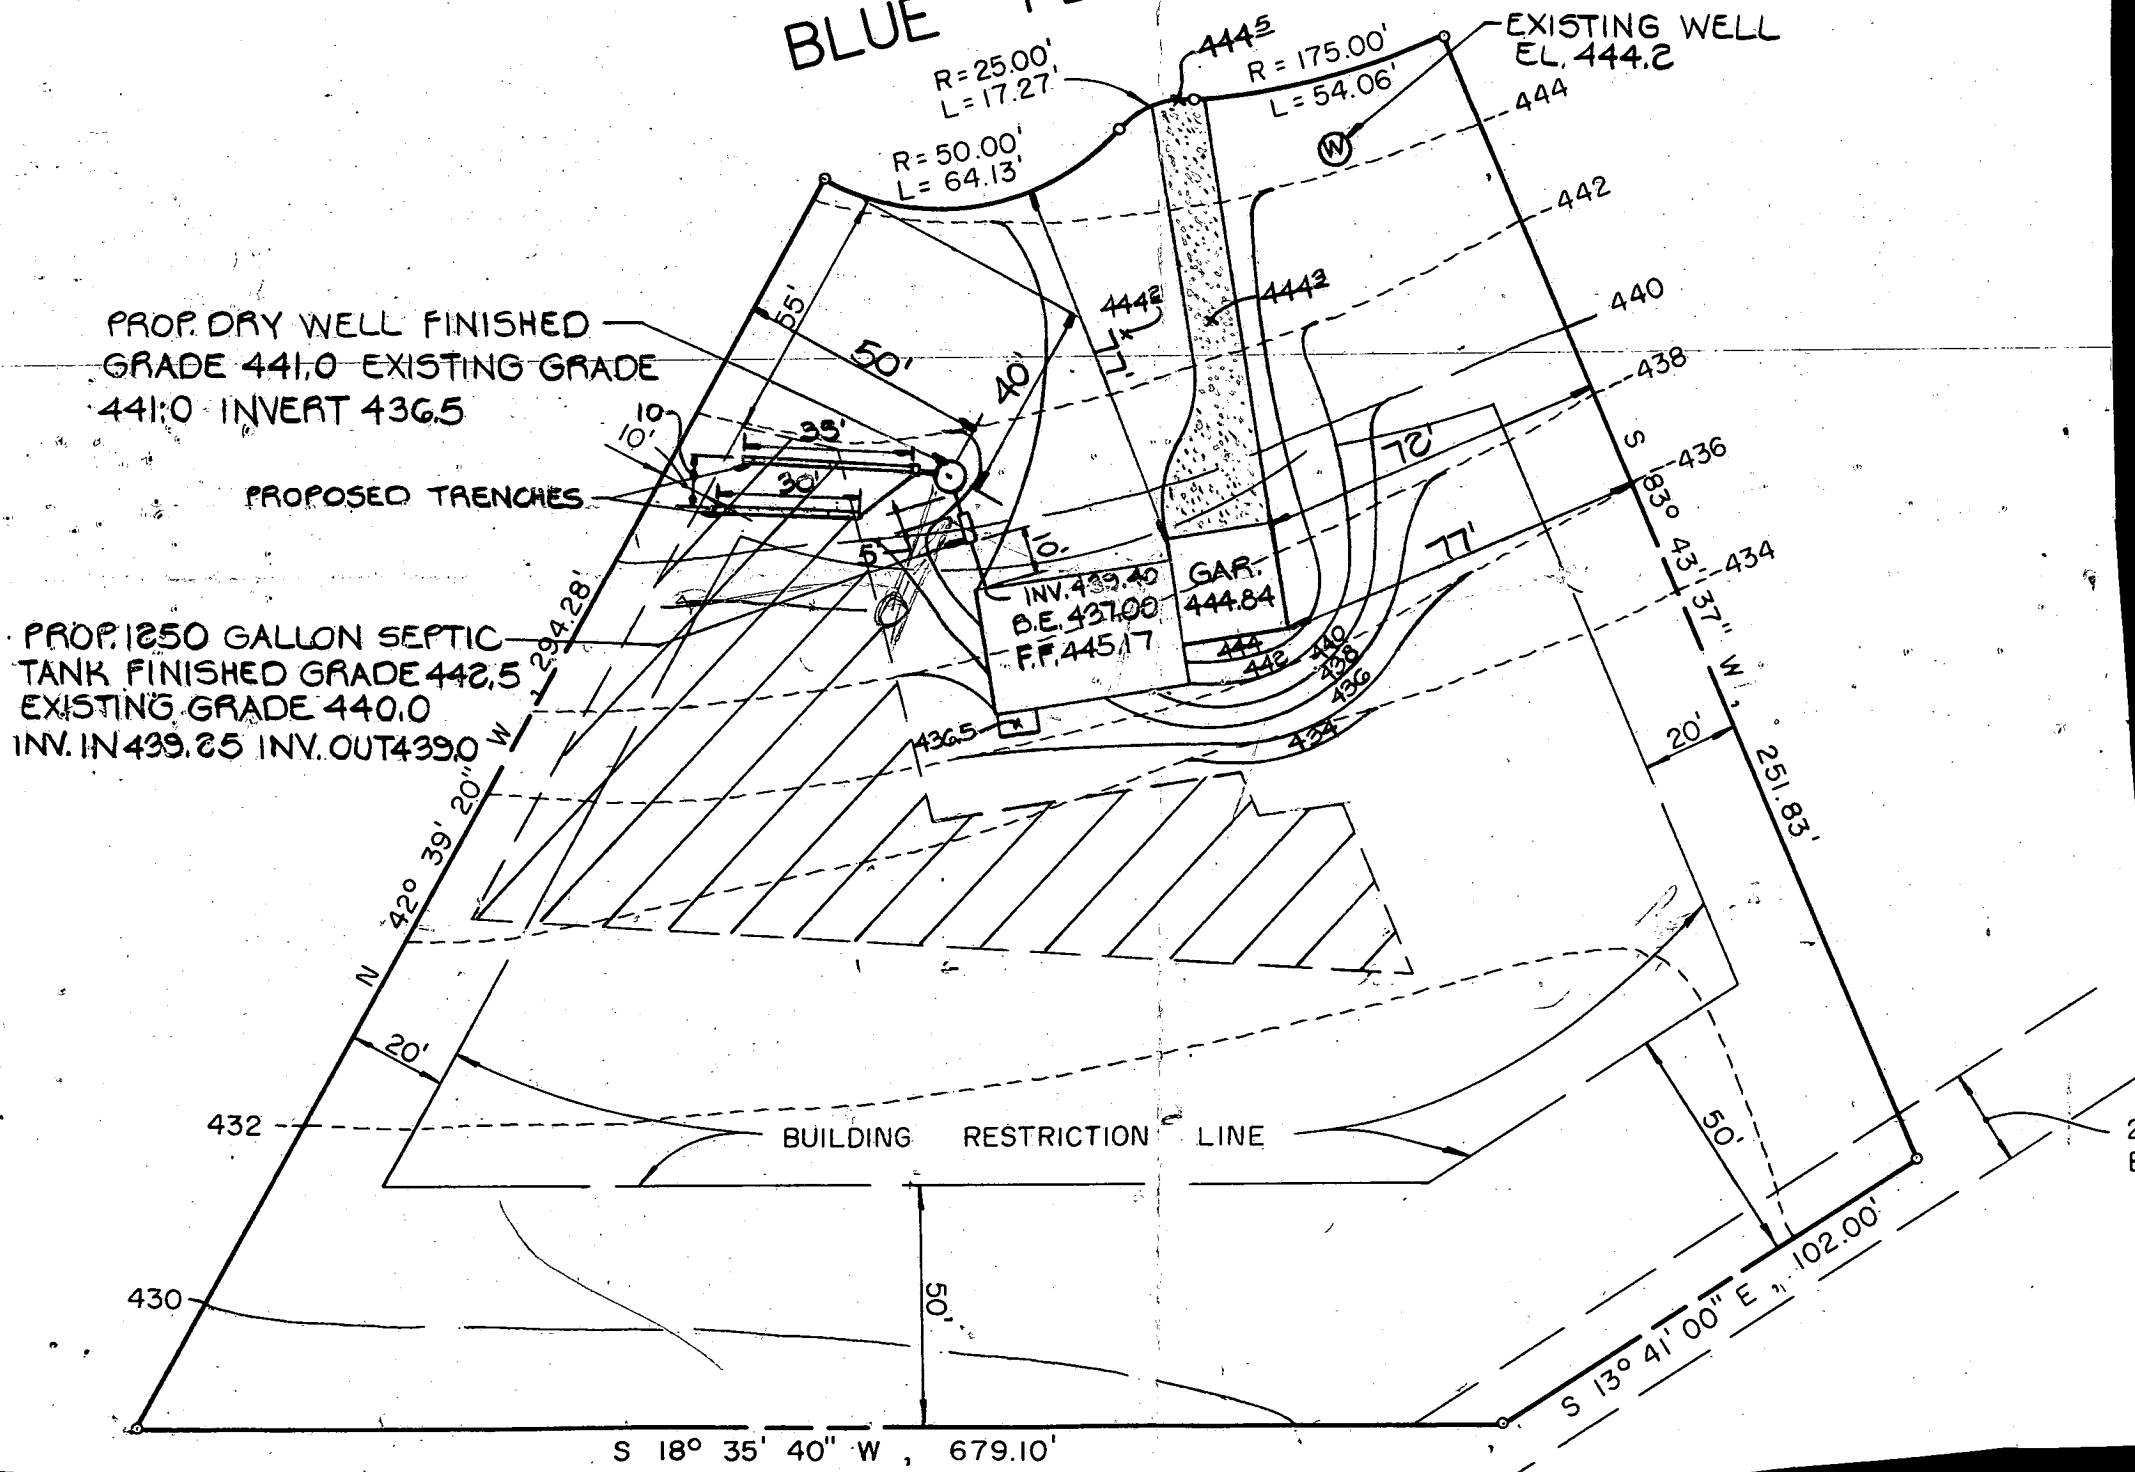 BLUE
R = 25.00'
L = 17.27'
444⁵
R = 175.00'
L = 54.06'
EXISTING WELL
EL. 444.2
W
444
R = 50.00'
L = 64.13'
442
440
438
436
434
444²
444³
55'
50'
40'
77'
72'
77'
PROP. DRY WELL FINISHED
GRADE 441.0 EXISTING GRADE
441.0 INVERT 436.5
10
10'
35'
30'
PROPOSED TRENCHES
5'
10'
INV. 439.40
B.E. 437.00
F.F. 445.17
GAR.
444.84
444
442
440
438
436
434
436.5
PROP. 1250 GALLON SEPTIC
TANK FINISHED GRADE 442.5
EXISTING GRADE 440.0
INV. IN 439.25 INV. OUT 439.0
N 42° 39' 20" W, 294.28'
S 83° 43' 37" W, 251.83'
20'
20'
432
BUILDING RESTRICTION LINE
50'
430
50'
S 13° 41' 00" E, 102.00'
S 18° 35' 40" W, 679.10'